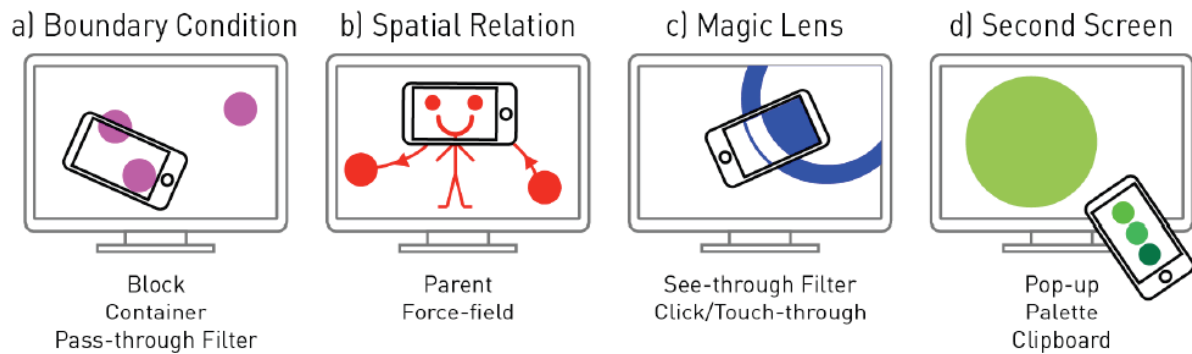 a) Boundary Condition
b) Spatial Relation
c) Magic Lens
d) Second Screen
Block
Container
Pass-through Filter
Parent
Force-field
See-through Filter
Click/Touch-through
Pop-up
Palette
Clipboard